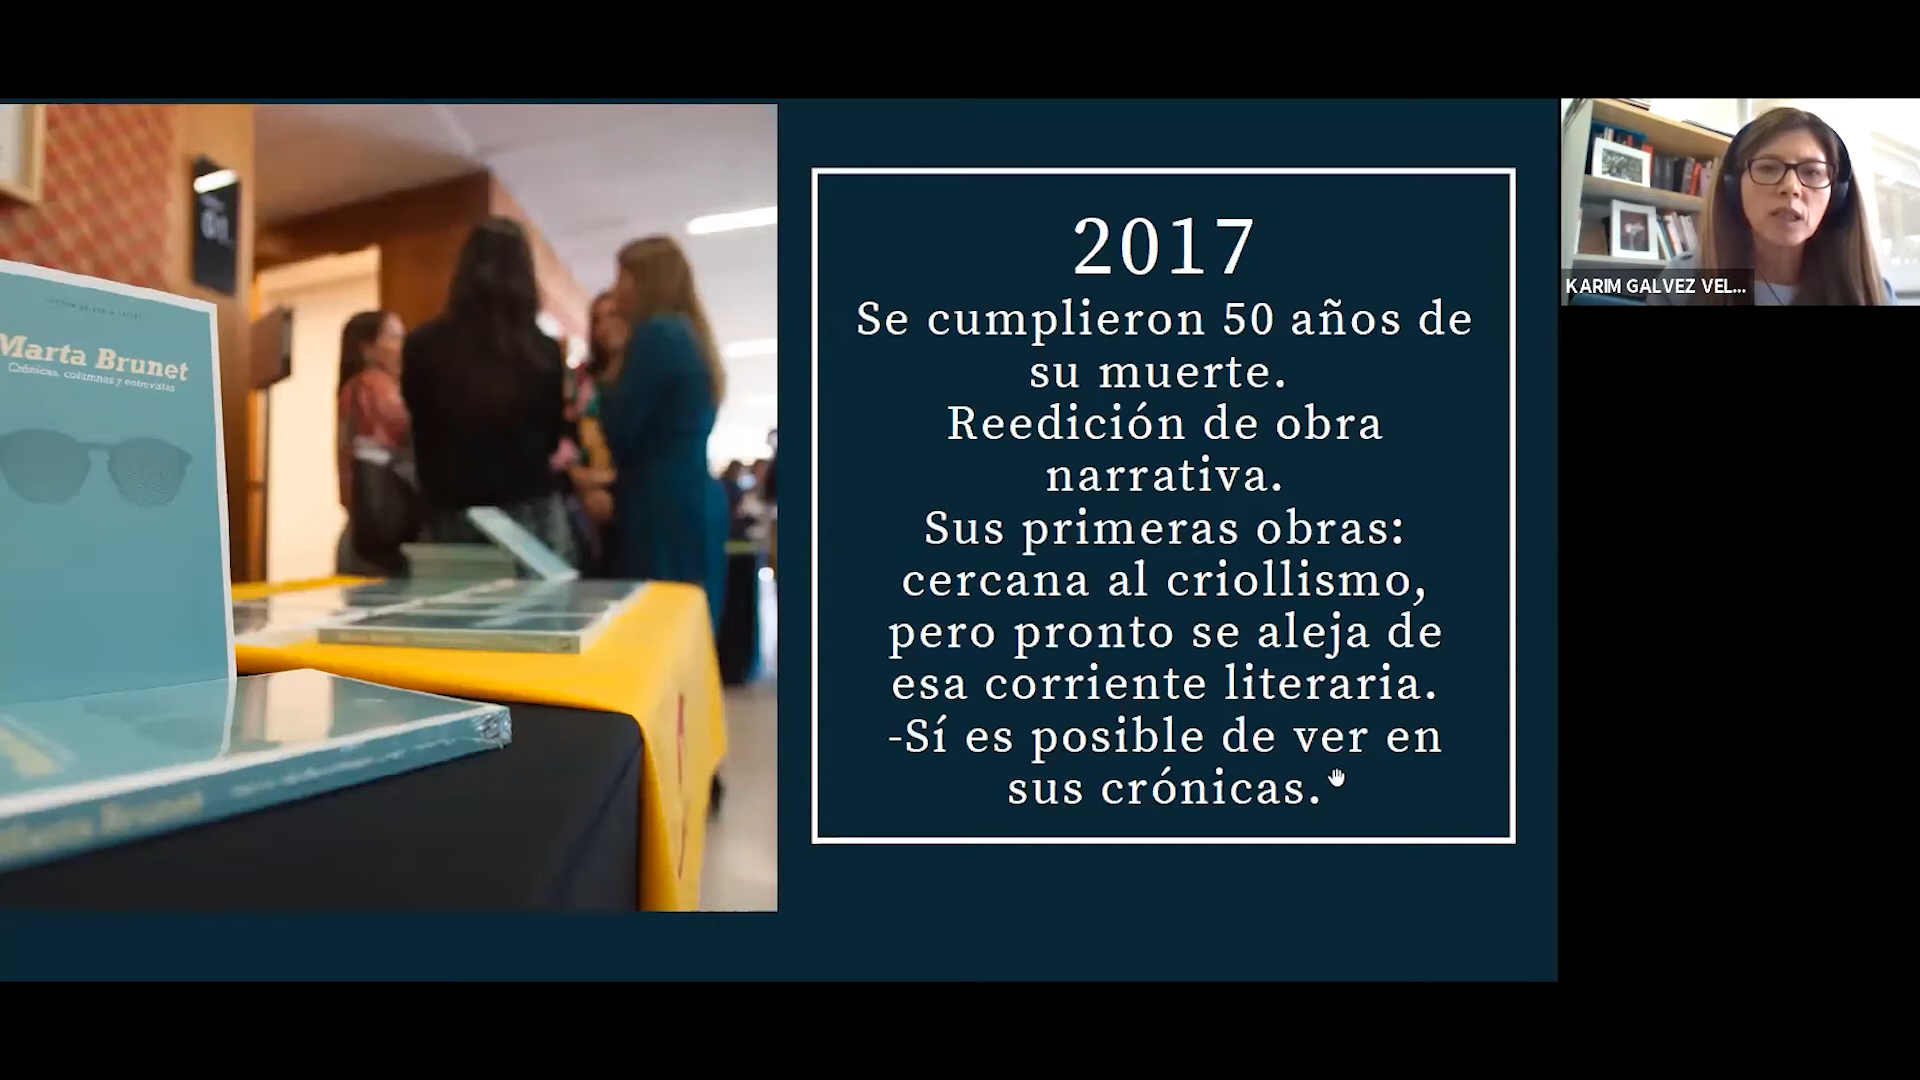 Marta Brunet
Crónicas, columnas y entrevistas
Marta Brunet
2017
Se cumplieron 50 años de
su muerte.
Reedición de obra
narrativa.
Sus primeras obras:
cercana al criollismo,
pero pronto se aleja de
esa corriente literaria.
-Sí es posible de ver en
sus crónicas.
KARIM GALVEZ VEL...